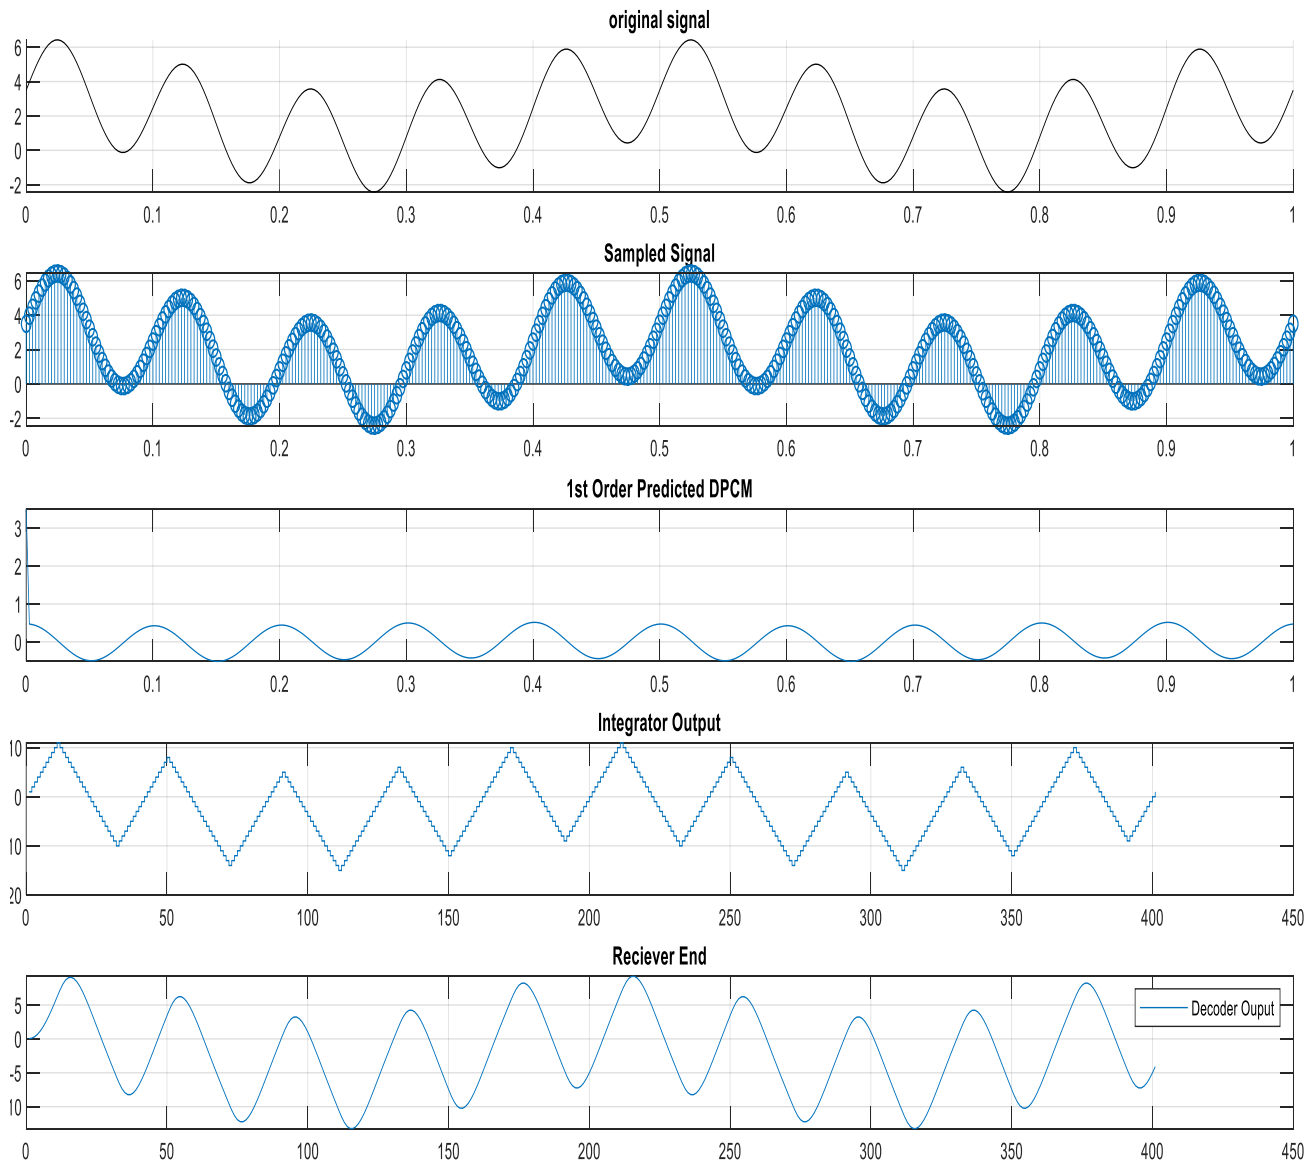 original signal
6
4
2
0
-2
0 0.1 0.2 0.3 0.4 0.5 0.6 0.7 0.8 0.9 1
Sampled Signal
6
4
2
0
-2
0 0.1 0.2 0.3 0.4 0.5 0.6 0.7 0.8 0.9 1
1st Order Predicted DPCM
3
2
1
0
0 0.1 0.2 0.3 0.4 0.5 0.6 0.7 0.8 0.9 1
Integrator Output
10
0
10
20
0 50 100 150 200 250 300 350 400 450
Reciever End
Decoder Ouput
5
0
-5
10
0 50 100 150 200 250 300 350 400 450